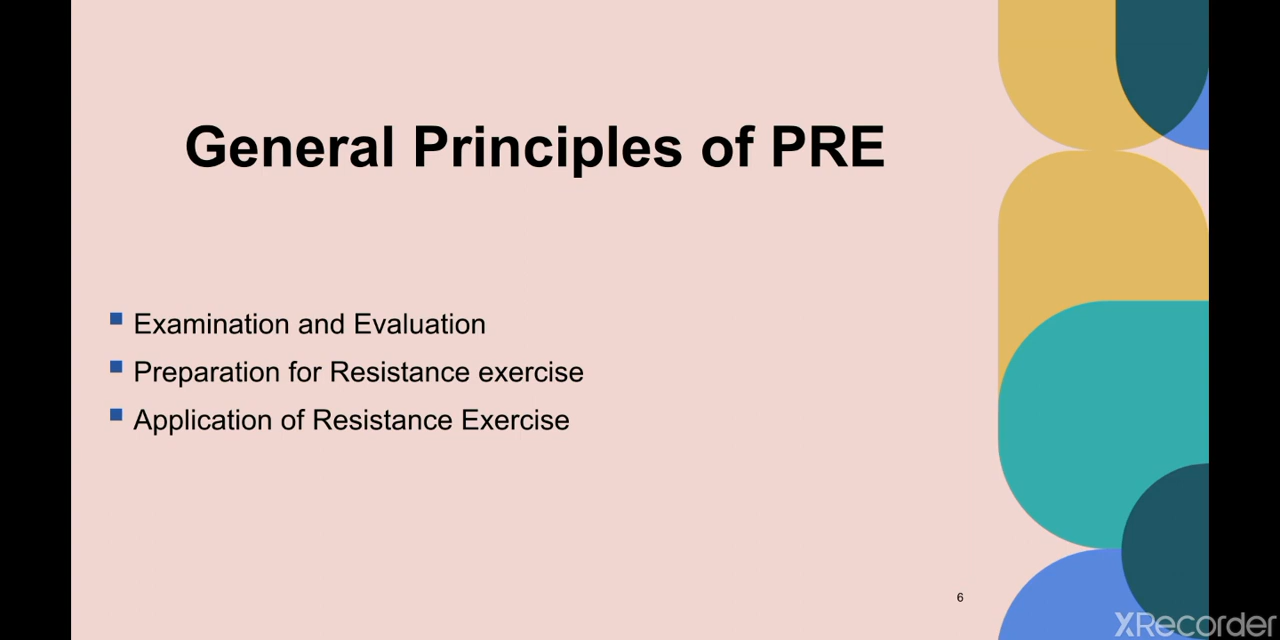 General Principles of PRE
Examination and Evaluation
Preparation for Resistance exercise
Application of Resistance Exercise
6
XRecorder